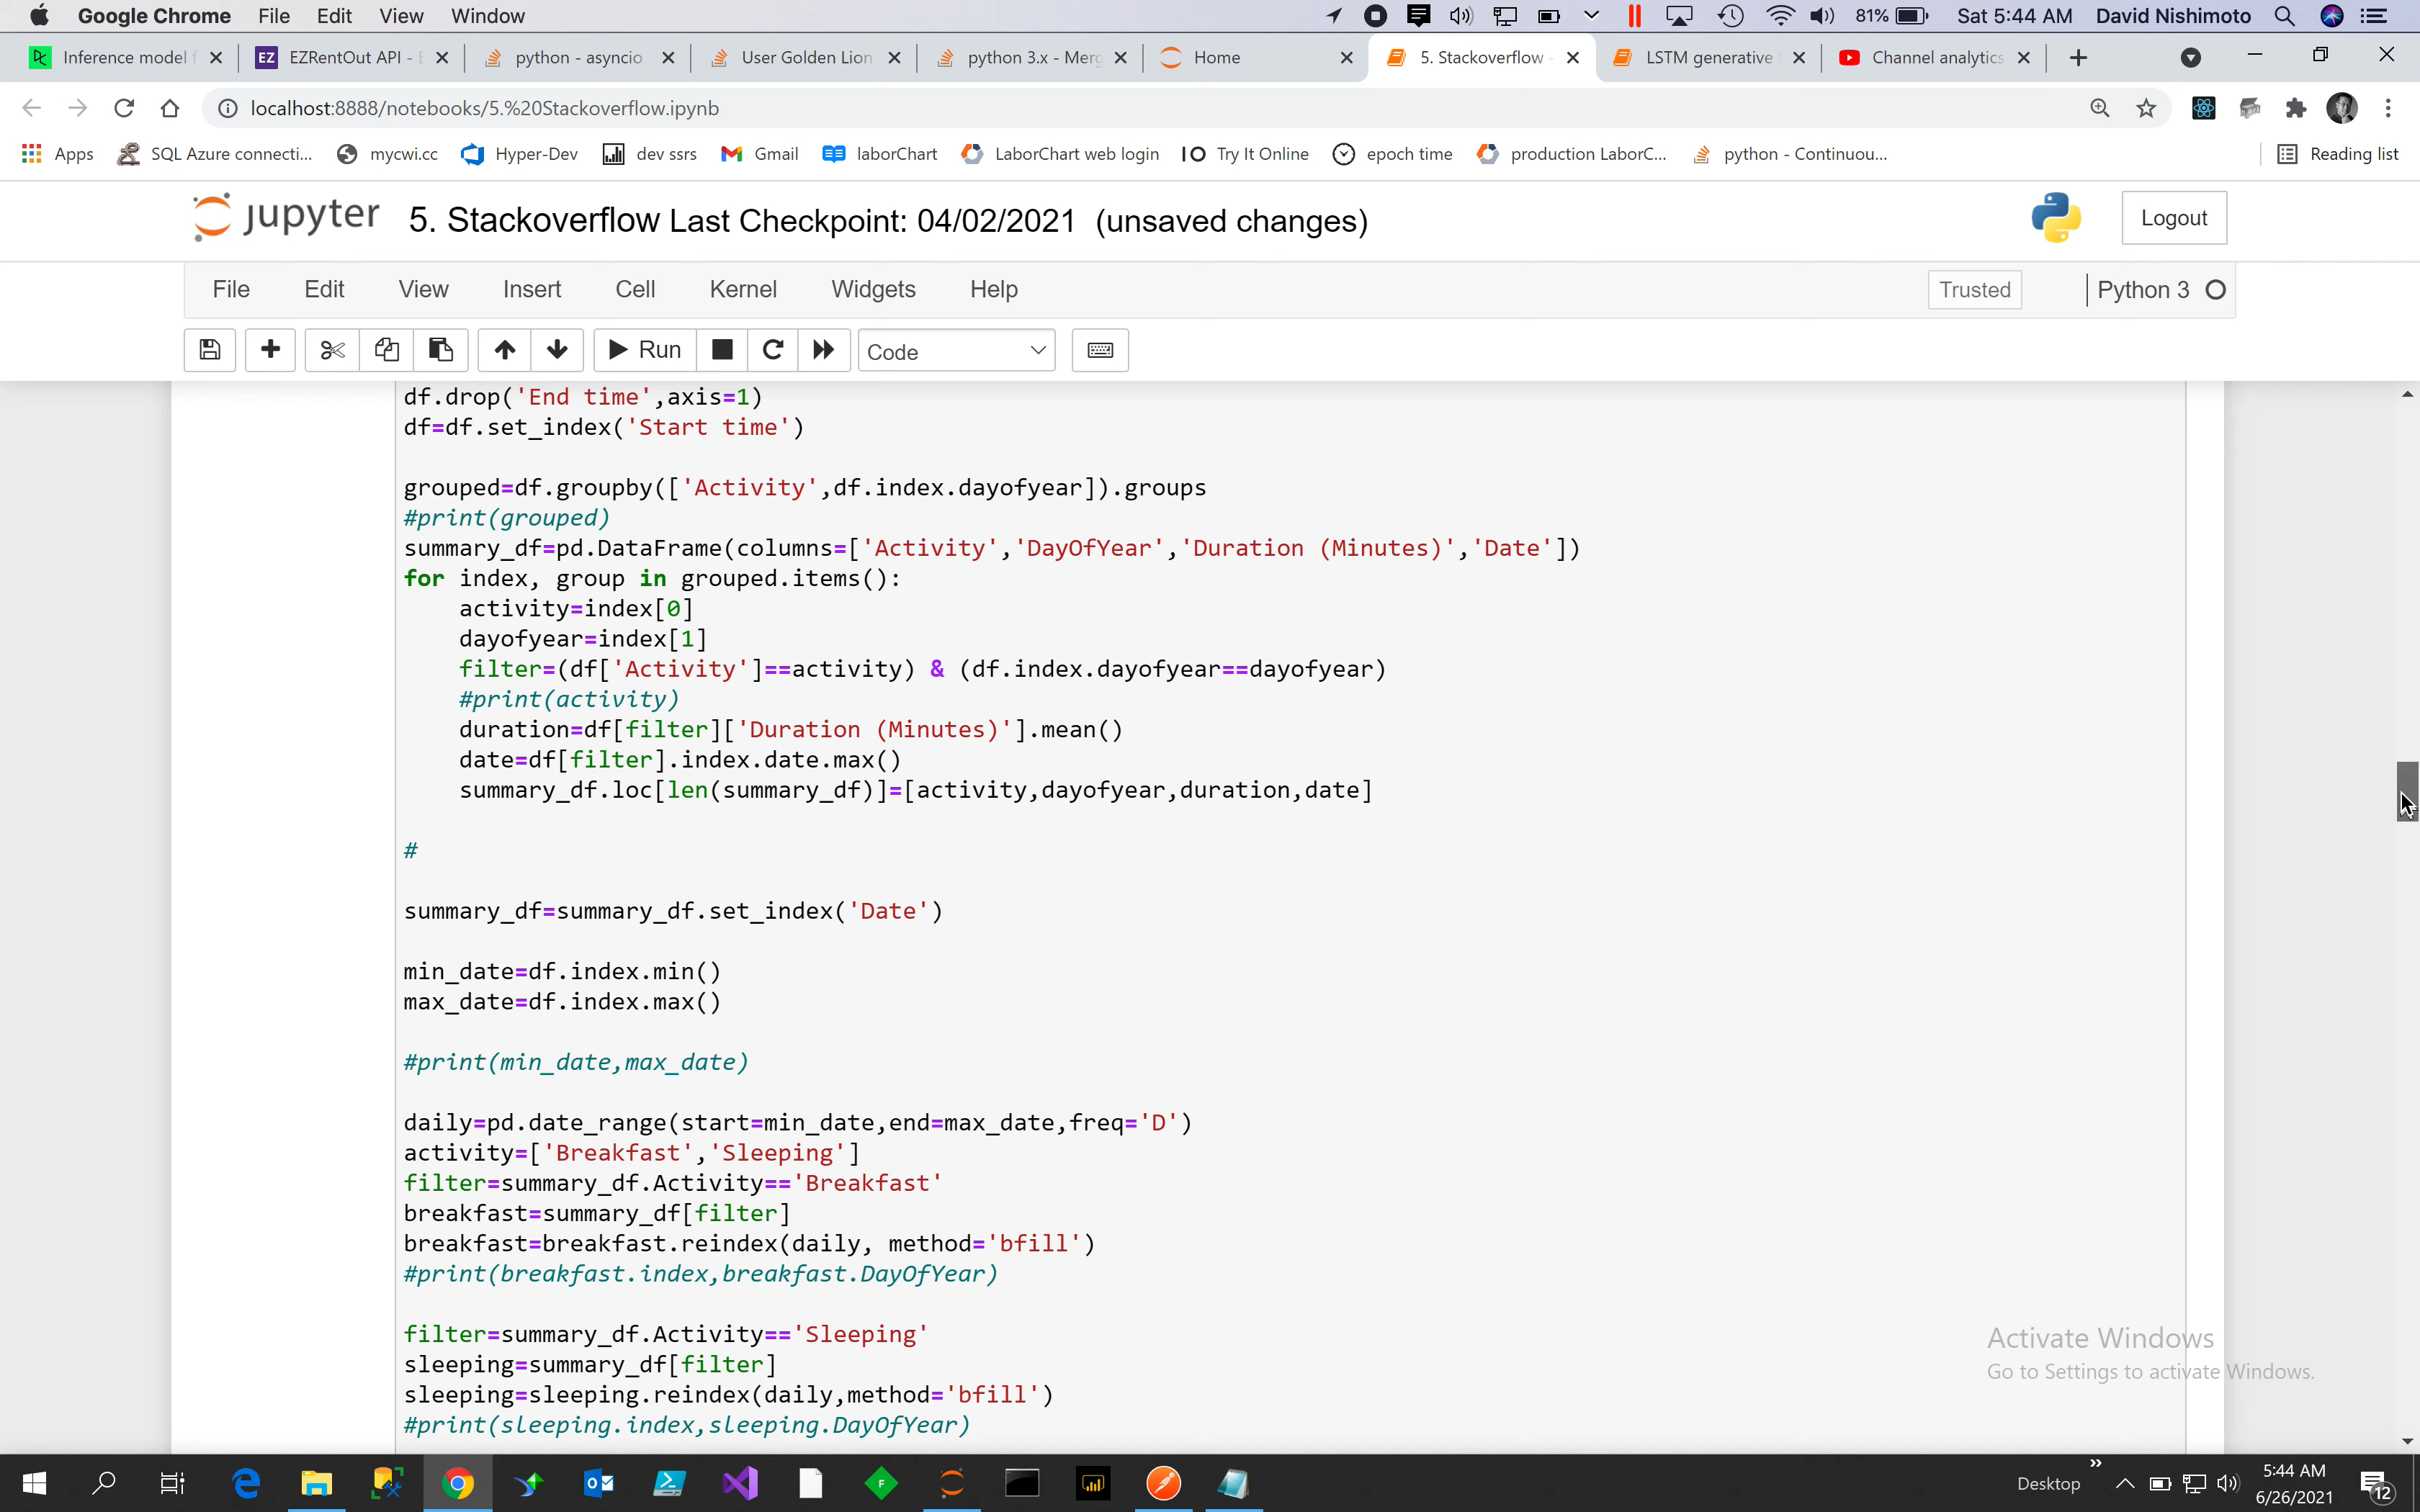 Google Chrome File Edit View Window 81% Sat 5:44 AM David Nishimoto
Inference model f EZ EZRentOut API - E python - asyncio User Golden Lion python 3.x - Merg Home 5. Stackoverflow - LSTM generative Channel analytics
localhost:8888/notebooks/5.%20Stackoverflow.ipynb
Apps SQL Azure connecti... mycwi.cc Hyper-Dev dev ssrs Gmail laborChart LaborChart web login Try It Online epoch time production LaborC... python - Continuou... Reading list
jupyter 5. Stackoverflow Last Checkpoint: 04/02/2021 (unsaved changes) Logout
File Edit View Insert Cell Kernel Widgets Help Trusted Python 3
Run Code
df.drop('End time',axis=1)
df=df.set_index('Start time')
grouped=df.groupby(['Activity',df.index.dayofyear]).groups
#print(grouped)
summary_df=pd.DataFrame(columns=['Activity','DayOfYear','Duration (Minutes)','Date'])
for index, group in grouped.items():
    activity=index[0]
    dayofyear=index[1]
    filter=(df['Activity']==activity) & (df.index.dayofyear==dayofyear)
    #print(activity)
    duration=df[filter]['Duration (Minutes)'].mean()
    date=df[filter].index.date.max()
    summary_df.loc[len(summary_df)]=[activity,dayofyear,duration,date]
#
summary_df=summary_df.set_index('Date')
min_date=df.index.min()
max_date=df.index.max()
#print(min_date,max_date)
daily=pd.date_range(start=min_date,end=max_date,freq='D')
activity=['Breakfast','Sleeping']
filter=summary_df.Activity=='Breakfast'
breakfast=summary_df[filter]
breakfast=breakfast.reindex(daily, method='bfill')
#print(breakfast.index,breakfast.DayOfYear)
filter=summary_df.Activity=='Sleeping'
sleeping=summary_df[filter]
sleeping=sleeping.reindex(daily,method='bfill')
#print(sleeping.index,sleeping.DayOfYear)
Activate Windows
Go to Settings to activate Windows.
Desktop 5:44 AM
6/26/2021 12